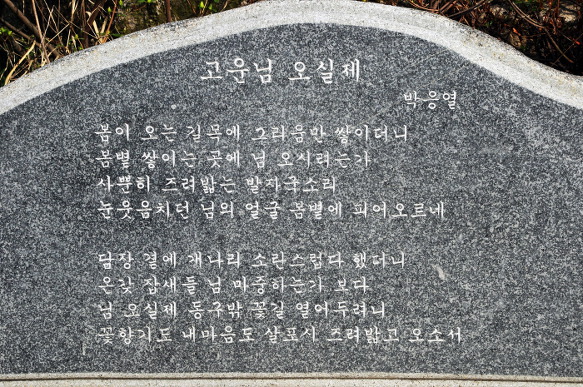 고운님 오실제
박응열
봄이 오는 길목에 그리움만 쌓이더니
봄볕 쌓이는 곳에 님 오시려는가
사뿐히 즈려밟는 발자국소리
눈웃음치던 님의 얼굴 봄볕에 피어오르네
담장 곁에 개나리 소란스럽다 했더니
온갖 잡새들 님 마중하는가 보다
님 오실제 동구밖 꽃길 열어두려니
꽃향기도 내마음도 살포시 즈려밟고 오소서